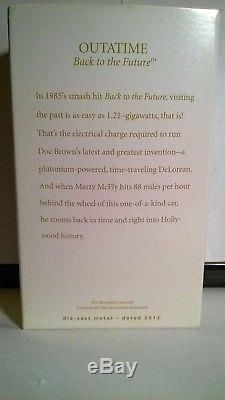 OUTATIME
Back to the Future™
In 1985's smash hit Back to the Future, visiting
the past is as easy as 1.21–gigawatts, that is!
That's the electrical charge required to run
Doc Brown's latest and greatest invention—a
plutonium-powered, time-traveling DeLorean.
And when Marty McFly hits 88 miles per hour
behind the wheel of this one-of-a-kind car,
he zooms back in time and right into Holly-
wood history.
For decorative use only.
die-cast metal – dated 2012